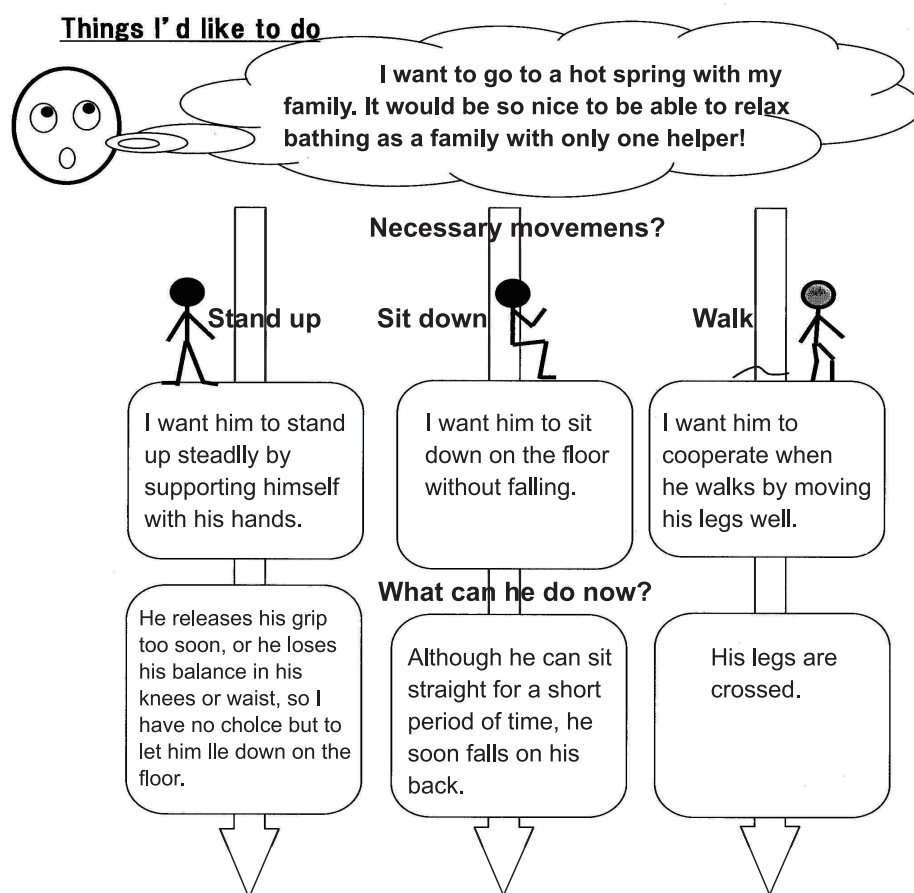 Things I'd like to do
I want to go to a hot spring with my
family. It would be so nice to be able to relax
bathing as a family with only one helper!
Necessary movemens?
Stand up
Sit down
Walk
I want him to stand
up steadlly by
supporting himself
with his hands.
I want him to sit
down on the floor
without falling.
I want him to
cooperate when
he walks by moving
his legs well.
What can he do now?
He releases his grip
too soon, or he loses
his balance in his
knees or waist, so I
have no cholce but to
let him lle down on the
floor.
Although he can sit
straight for a short
period of time, he
soon falls on his
back.
His legs are
crossed.